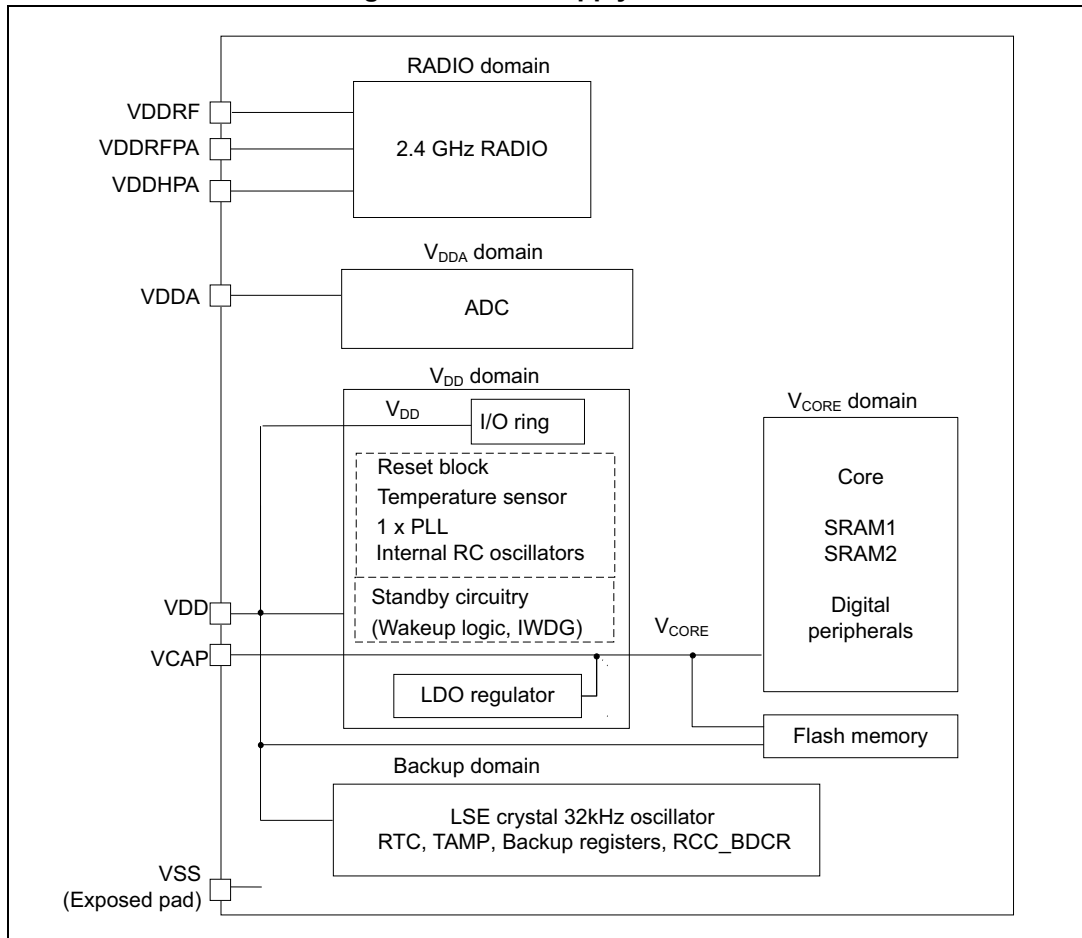 RADIO domain
VDDRF
VDDRFPA
VDDHPA
2.4 GHz RADIO
VDDA domain
VDDA
ADC
VDD domain
VDD
I/O ring
Reset block
Temperature sensor
1 x PLL
Internal RC oscillators
Standby circuitry
(Wakeup logic, IWDG)
VDD
VCAP
LDO regulator
VCORE
VCORE domain
Core
SRAM1
SRAM2
Digital
peripherals
Flash memory
Backup domain
LSE crystal 32kHz oscillator
RTC, TAMP, Backup registers, RCC_BDCR
VSS
(Exposed pad)